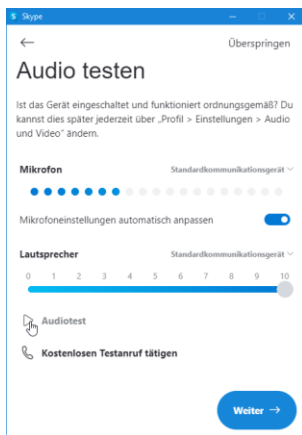 Skype
Überspringen
Audio testen
Ist das Gerät eingeschaltet und funktioniert ordnungsgemäß? Du
kannst dies später jederzeit über „Profil > Einstellungen > Audio
und Video" ändern.
Mikrofon Standardkommunikationsgerät
Mikrofoneinstellungen automatisch anpassen
Lautsprecher Standardkommunikationsgerät
0 1 2 3 4 5 6 7 8 9 10
Audiotest
Kostenlosen Testanruf tätigen
Weiter →